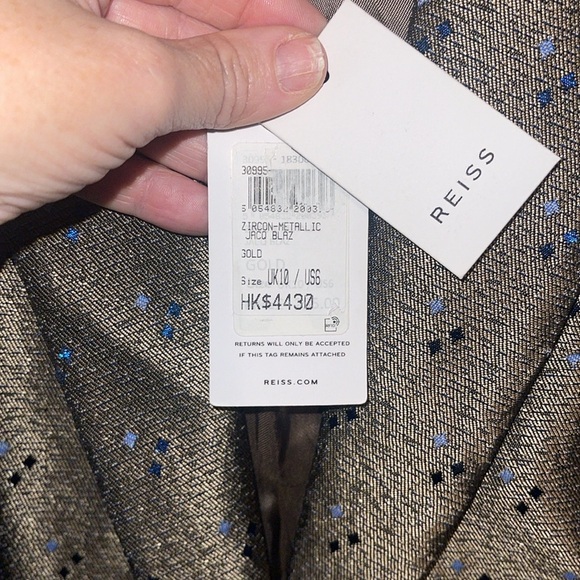 REISS
30995
ZIRCON-METALLIC
JACQ BLAZ
GOLD
GOLD
Size UK10 / US6
HK$4430
RETURNS WILL ONLY BE ACCEPTED
IF THIS TAG REMAINS ATTACHED
REISS.COM